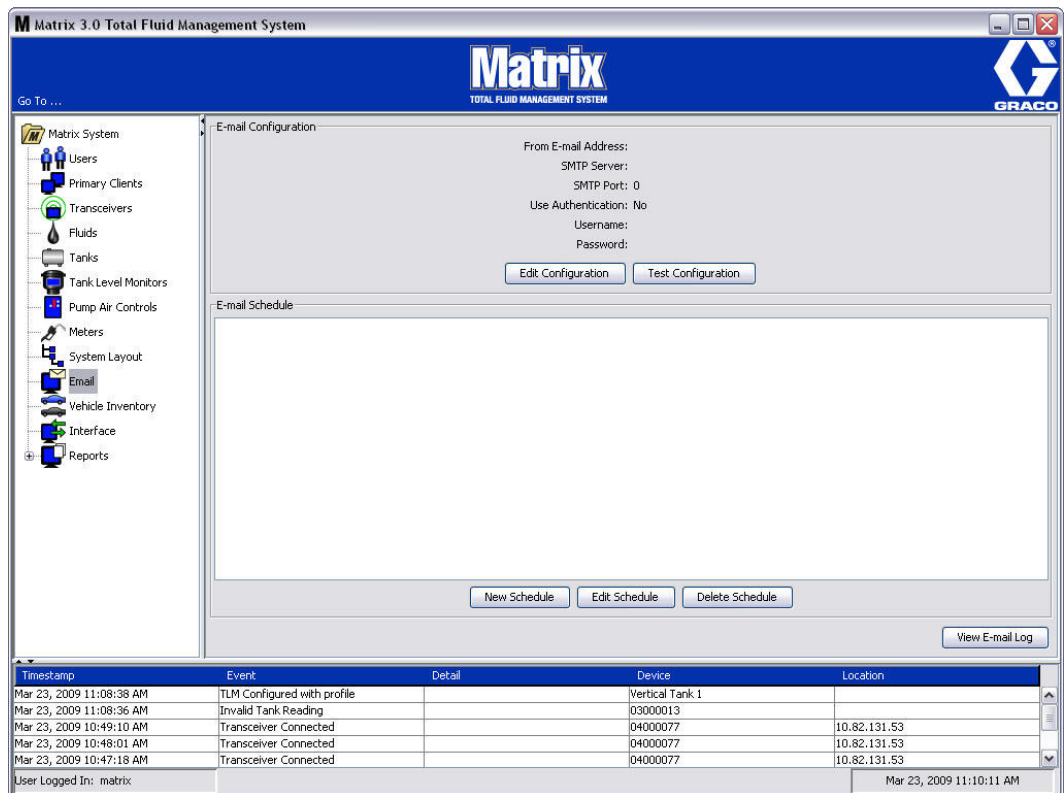 Matrix 3.0 Total Fluid Management System
Matrix
TOTAL FLUID MANAGEMENT SYSTEM
Go To ...
GRACO
Matrix System
Users
Primary Clients
Transceivers
Fluids
Tanks
Tank Level Monitors
Pump Air Controls
Meters
System Layout
Email
Vehicle Inventory
Interface
Reports
E-mail Configuration
From E-mail Address:
SMTP Server:
SMTP Port: 0
Use Authentication: No
Username:
Password:
Edit Configuration Test Configuration
E-mail Schedule
New Schedule Edit Schedule Delete Schedule
View E-mail Log
Timestamp Event Detail Device Location
Mar 23, 2009 11:08:38 AM TLM Configured with profile Vertical Tank 1
Mar 23, 2009 11:08:36 AM Invalid Tank Reading 03000013
Mar 23, 2009 10:49:10 AM Transceiver Connected 04000077 10.82.131.53
Mar 23, 2009 10:48:01 AM Transceiver Connected 04000077 10.82.131.53
Mar 23, 2009 10:47:18 AM Transceiver Connected 04000077 10.82.131.53
User Logged In: matrix Mar 23, 2009 11:10:11 AM